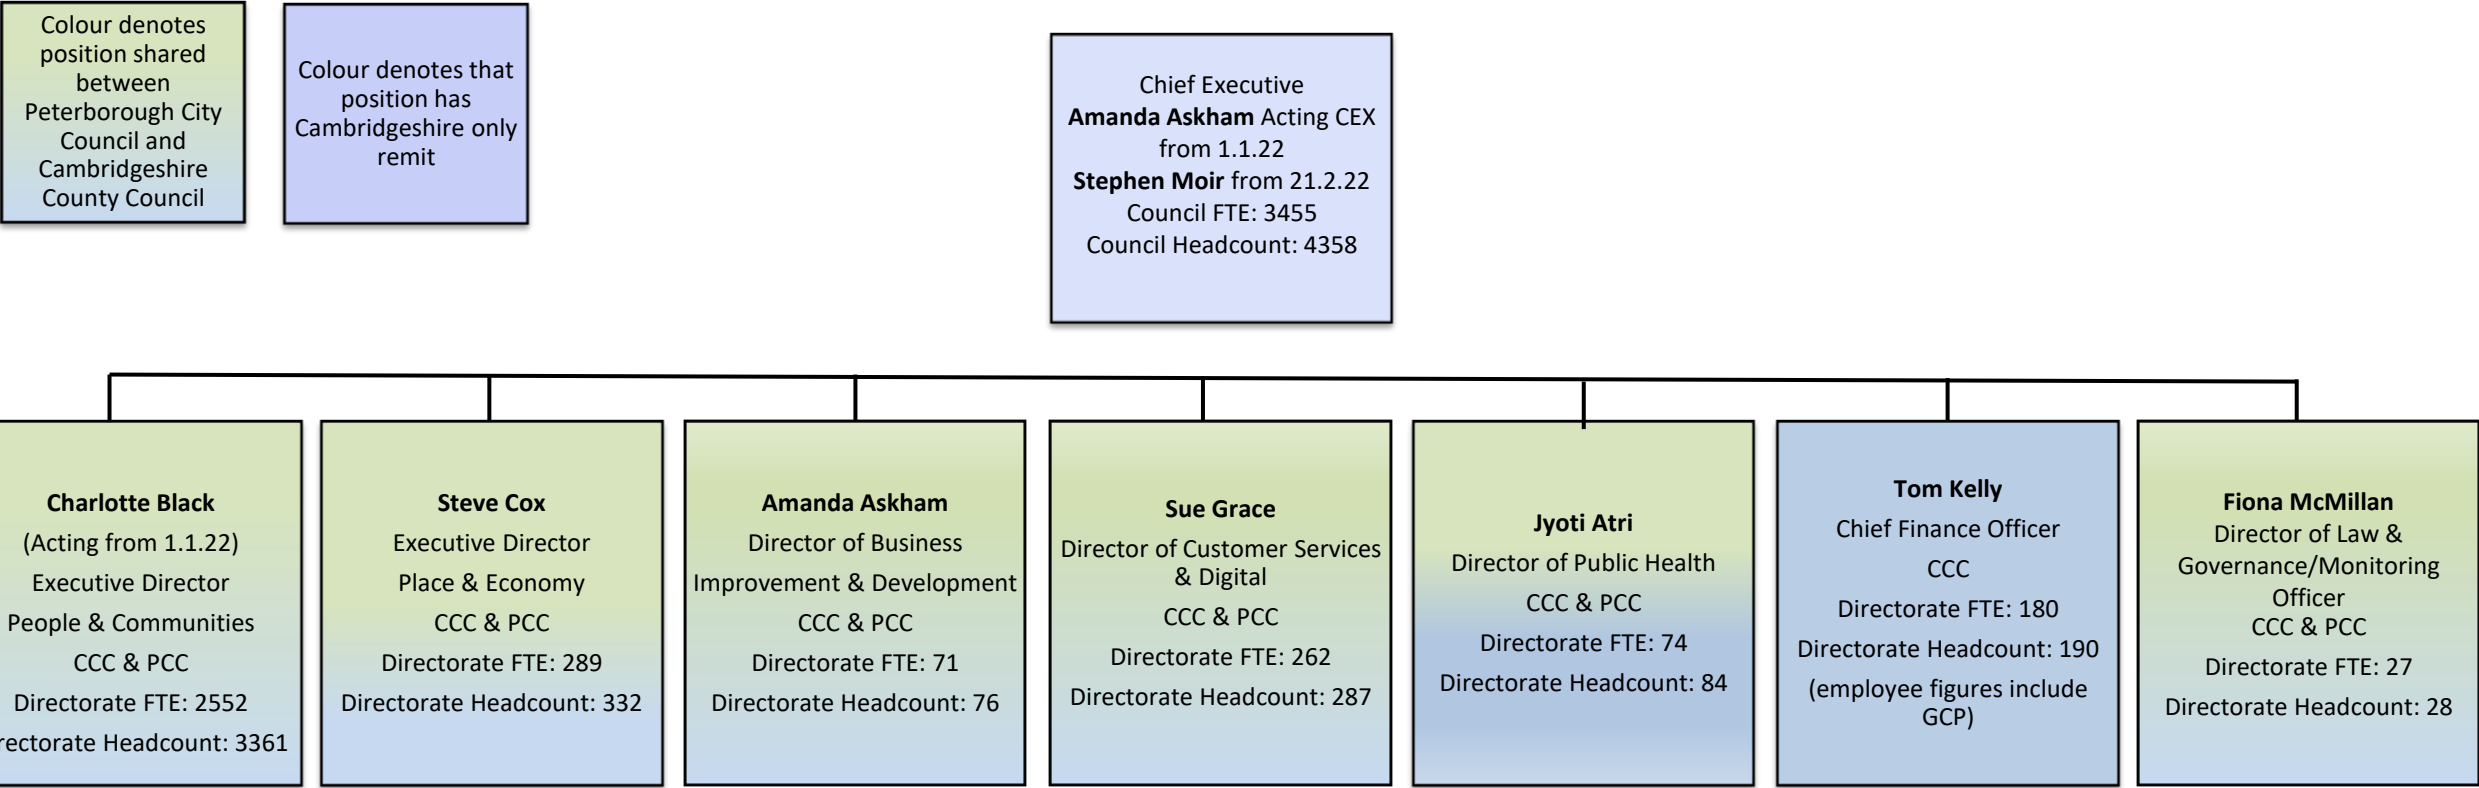 Colour denotes
position shared
between
Peterborough City
Council and
Cambridgeshire
County Council
Colour denotes that
position has
Cambridgeshire only
remit
Chief Executive
Amanda Askham Acting CEX
from 1.1.22
Stephen Moir from 21.2.22
Council FTE: 3455
Council Headcount: 4358
Charlotte Black
(Acting from 1.1.22)
Executive Director
People & Communities
CCC & PCC
Directorate FTE: 2552
rectorate Headcount: 3361
Steve Cox
Executive Director
Place & Economy
CCC & PCC
Directorate FTE: 289
Directorate Headcount: 332
Amanda Askham
Director of Business
Improvement & Development
CCC & PCC
Directorate FTE: 71
Directorate Headcount: 76
Sue Grace
Director of Customer Services
& Digital
CCC & PCC
Directorate FTE: 262
Directorate Headcount: 287
Jyoti Atri
Director of Public Health
CCC & PCC
Directorate FTE: 74
Directorate Headcount: 84
Tom Kelly
Chief Finance Officer
CCC
Directorate FTE: 180
Directorate Headcount: 190
(employee figures include
GCP)
Fiona McMillan
Director of Law &
Governance/Monitoring
Officer
CCC & PCC
Directorate FTE: 27
Directorate Headcount: 28